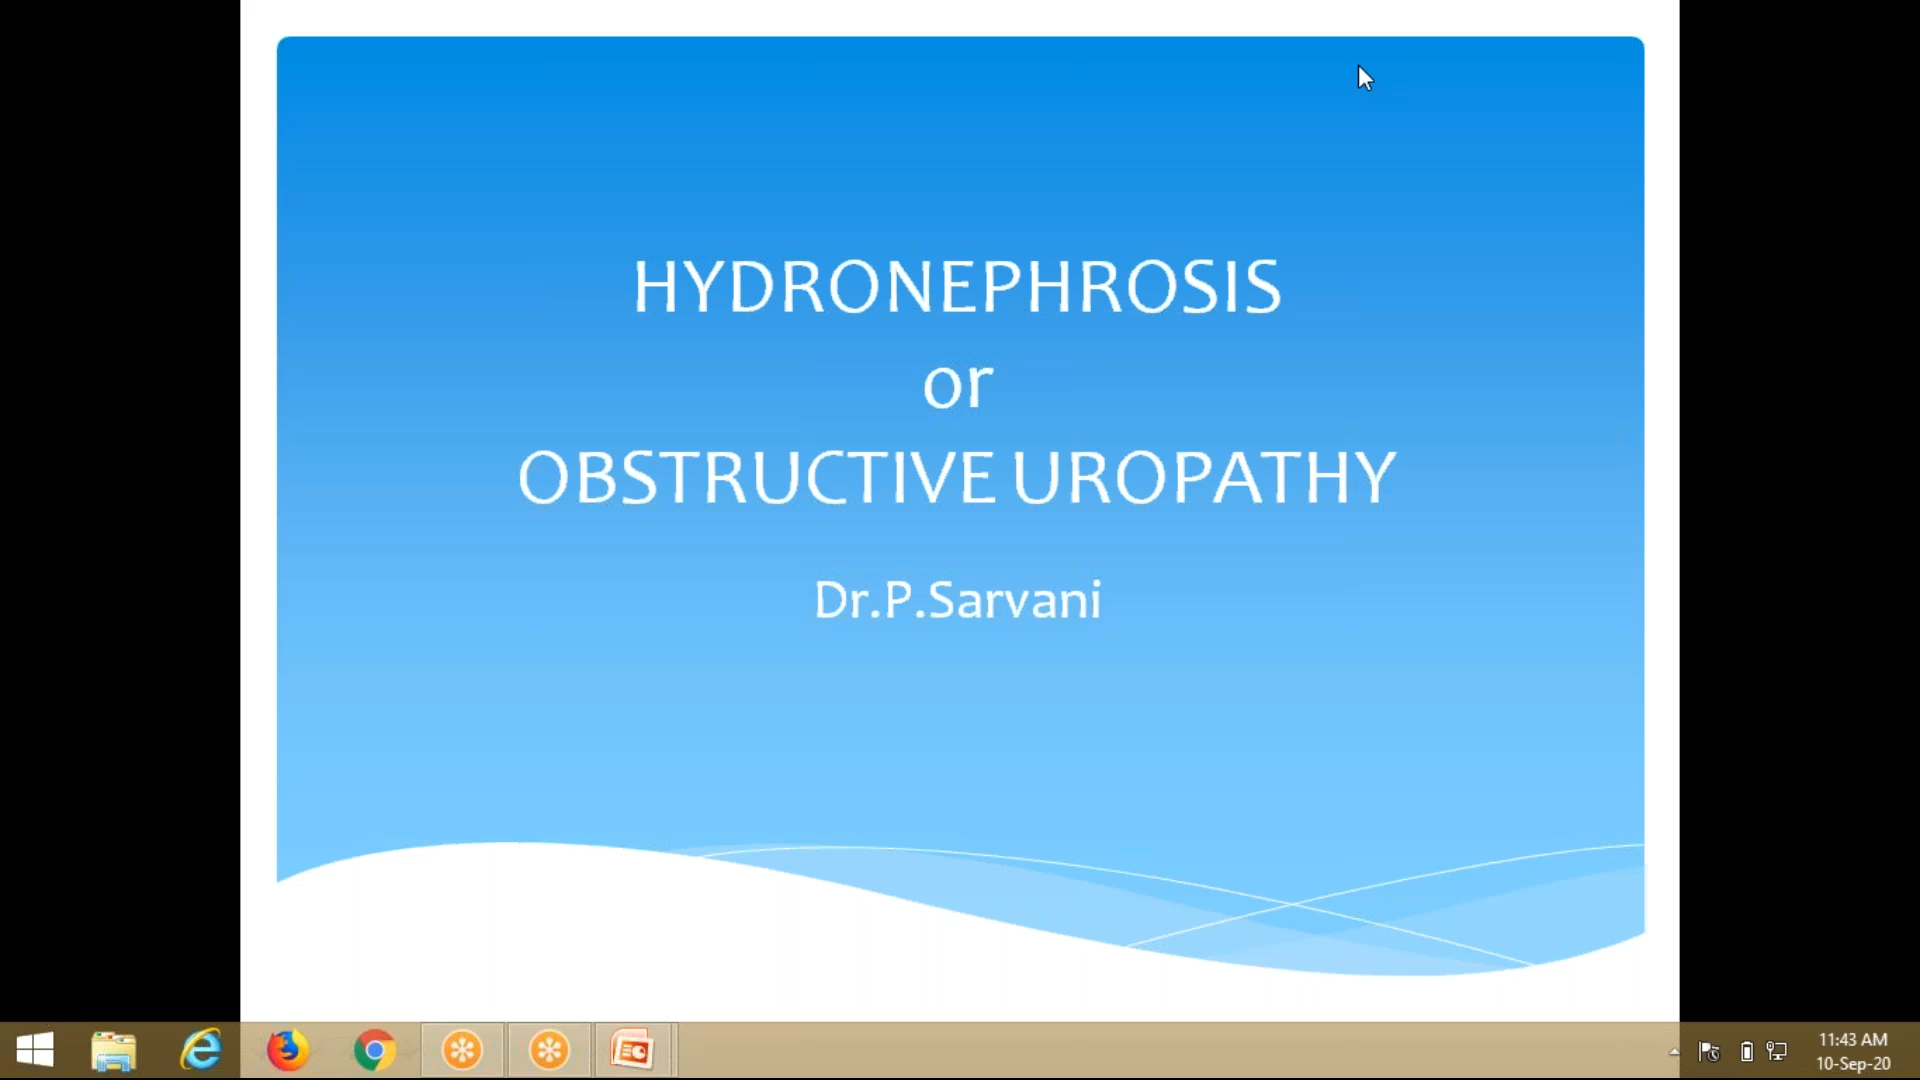 HYDRONEPHROSIS
or
OBSTRUCTIVE UROPATHY
Dr.P.Sarvani
11:43 AM
10-Sep-20